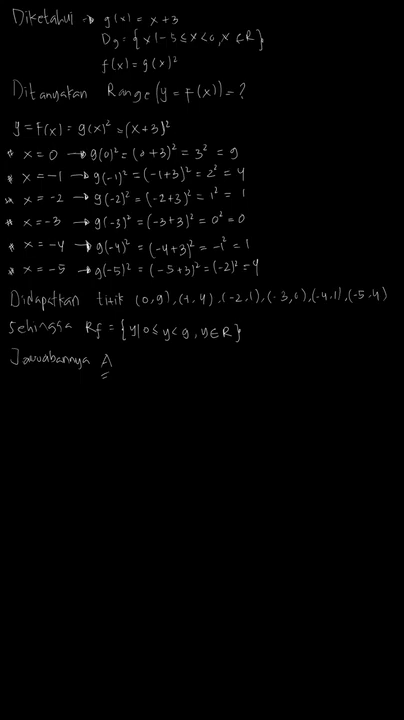 Diketahui => g(x) = x+3
Dg = {x|-5≤x<0, x∈R}
f(x) = g(x)²
Ditanyakan Range (y = F(x)) = ?
y = F(x) = g(x)² = (x+3)²
* x = 0 → g(0)² = (0+3)² = 3² = 9
* x = -1 → g(-1)² = (-1+3)² = 2² = 4
* x = -2 → g(-2)² = (-2+3)² = 1² = 1
* x = -3 → g(-3)² = (-3+3)² = 0² = 0
* x = -4 → g(-4)² = (-4+3)² = -1² = 1
* x = -5 → g(-5)² = (-5+3)² = (-2)² = 4
Didapatkan titik (0,9), (-1,4), (-2,1), (-3,0), (-4,1), (-5,4)
Sehingga Rf = {y|0≤y<9, y∈R}
Jawabannya A